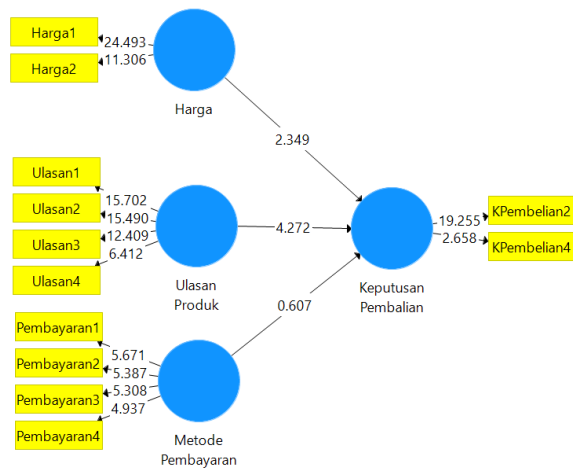 Harga1
24.493
Harga2
11.306
Harga
2.349
Ulasan1
15.702
Ulasan2
15.490
Ulasan3
12.409
Ulasan4
6.412
Ulasan
Produk
4.272
KPembelian2
19.255
KPembelian4
2.658
Keputusan
Pembalian
0.607
Pembayaran1
5.671
Pembayaran2
5.387
Pembayaran3
5.308
Pembayaran4
4.937
Metode
Pembayaran